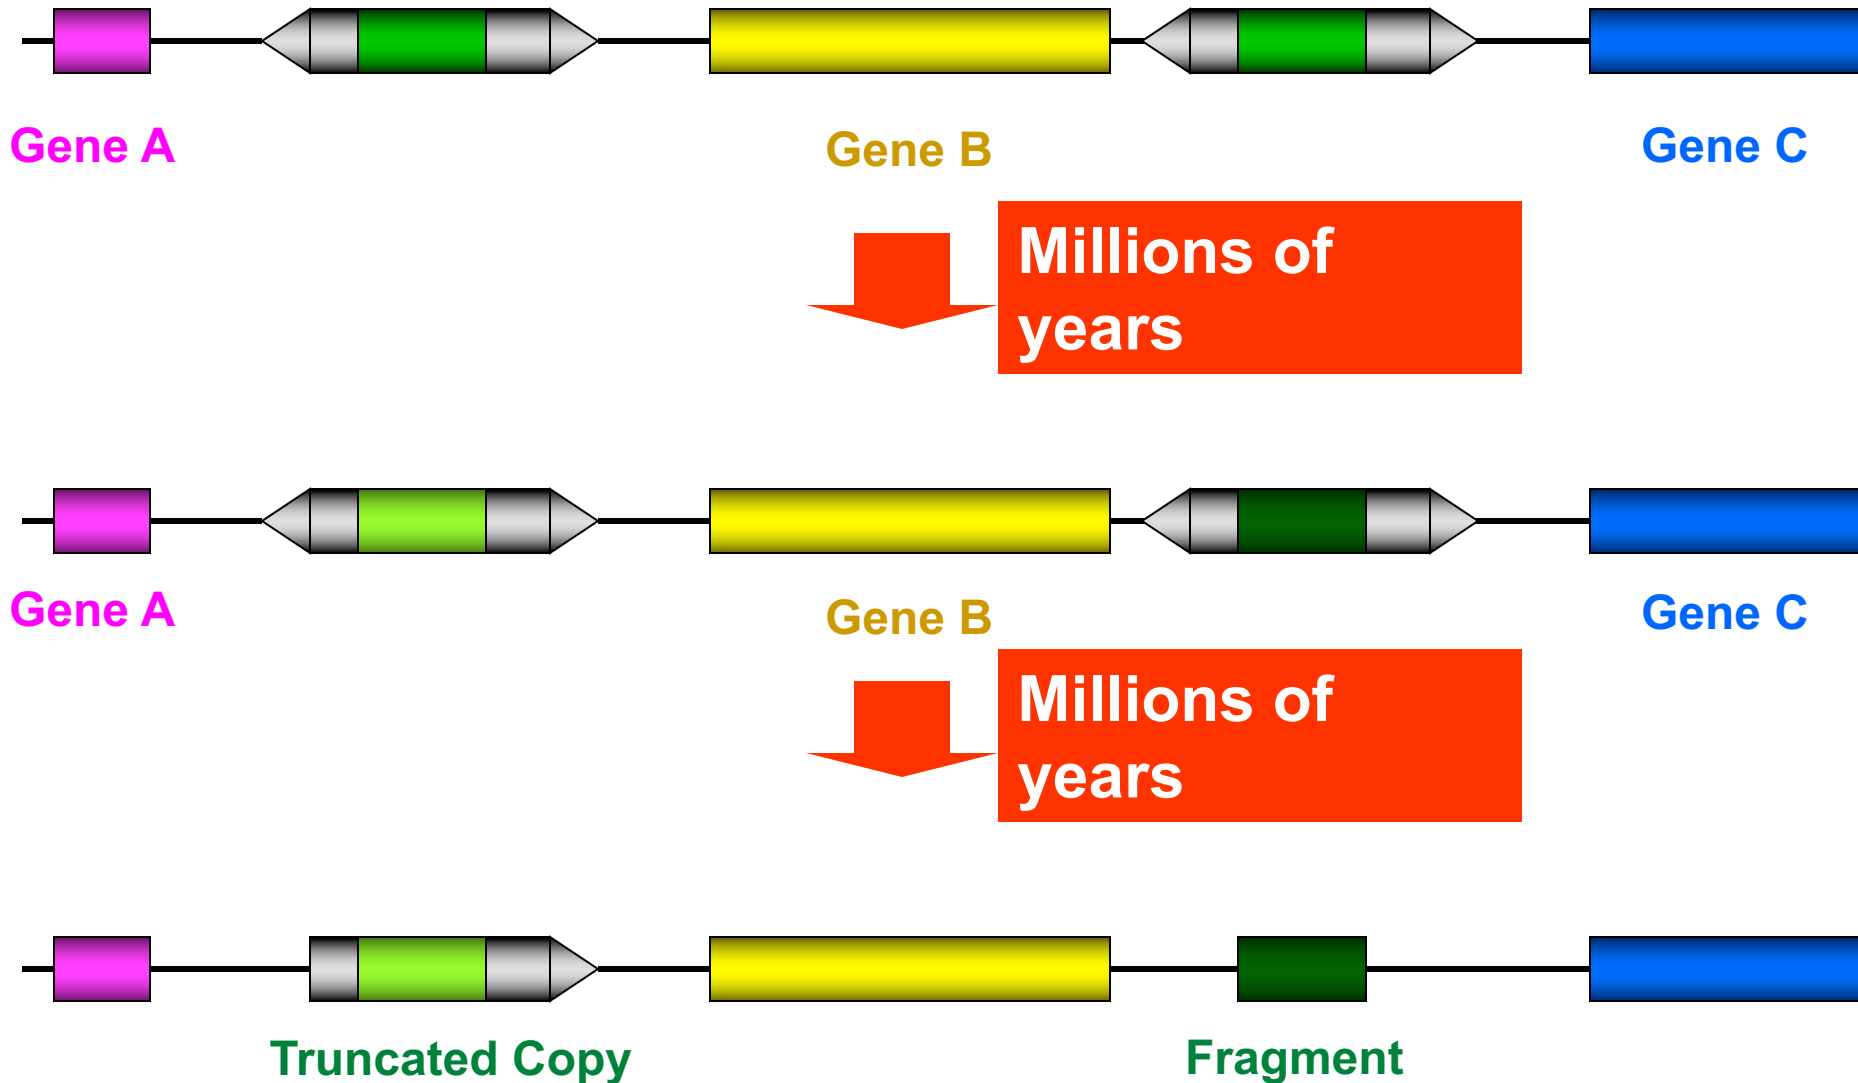 Gene A
Gene B
Gene C
Millions of
years
Gene A
Gene B
Gene C
Millions of
years
Truncated Copy
Fragment